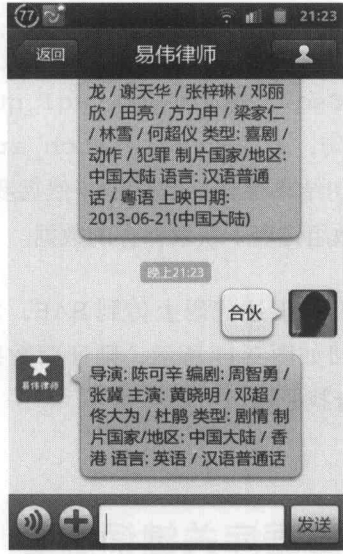 77
21:23
返回
易伟律师
龙 / 谢天华 / 张梓琳 / 邓丽
欣 / 田亮 / 方力申 / 梁家仁
/ 林雪 / 何超仪 类型: 喜剧 /
动作 / 犯罪 制片国家/地区:
中国大陆 语言: 汉语普通
话 / 粤语 上映日期:
2013-06-21(中国大陆)
晚上21:23
合伙
易伟律师
导演: 陈可辛 编剧: 周智勇 /
张冀 主演: 黄晓明 / 邓超 /
佟大为 / 杜鹃 类型: 剧情 制
片国家/地区: 中国大陆 / 香
港 语言: 英语 / 汉语普通话
发送